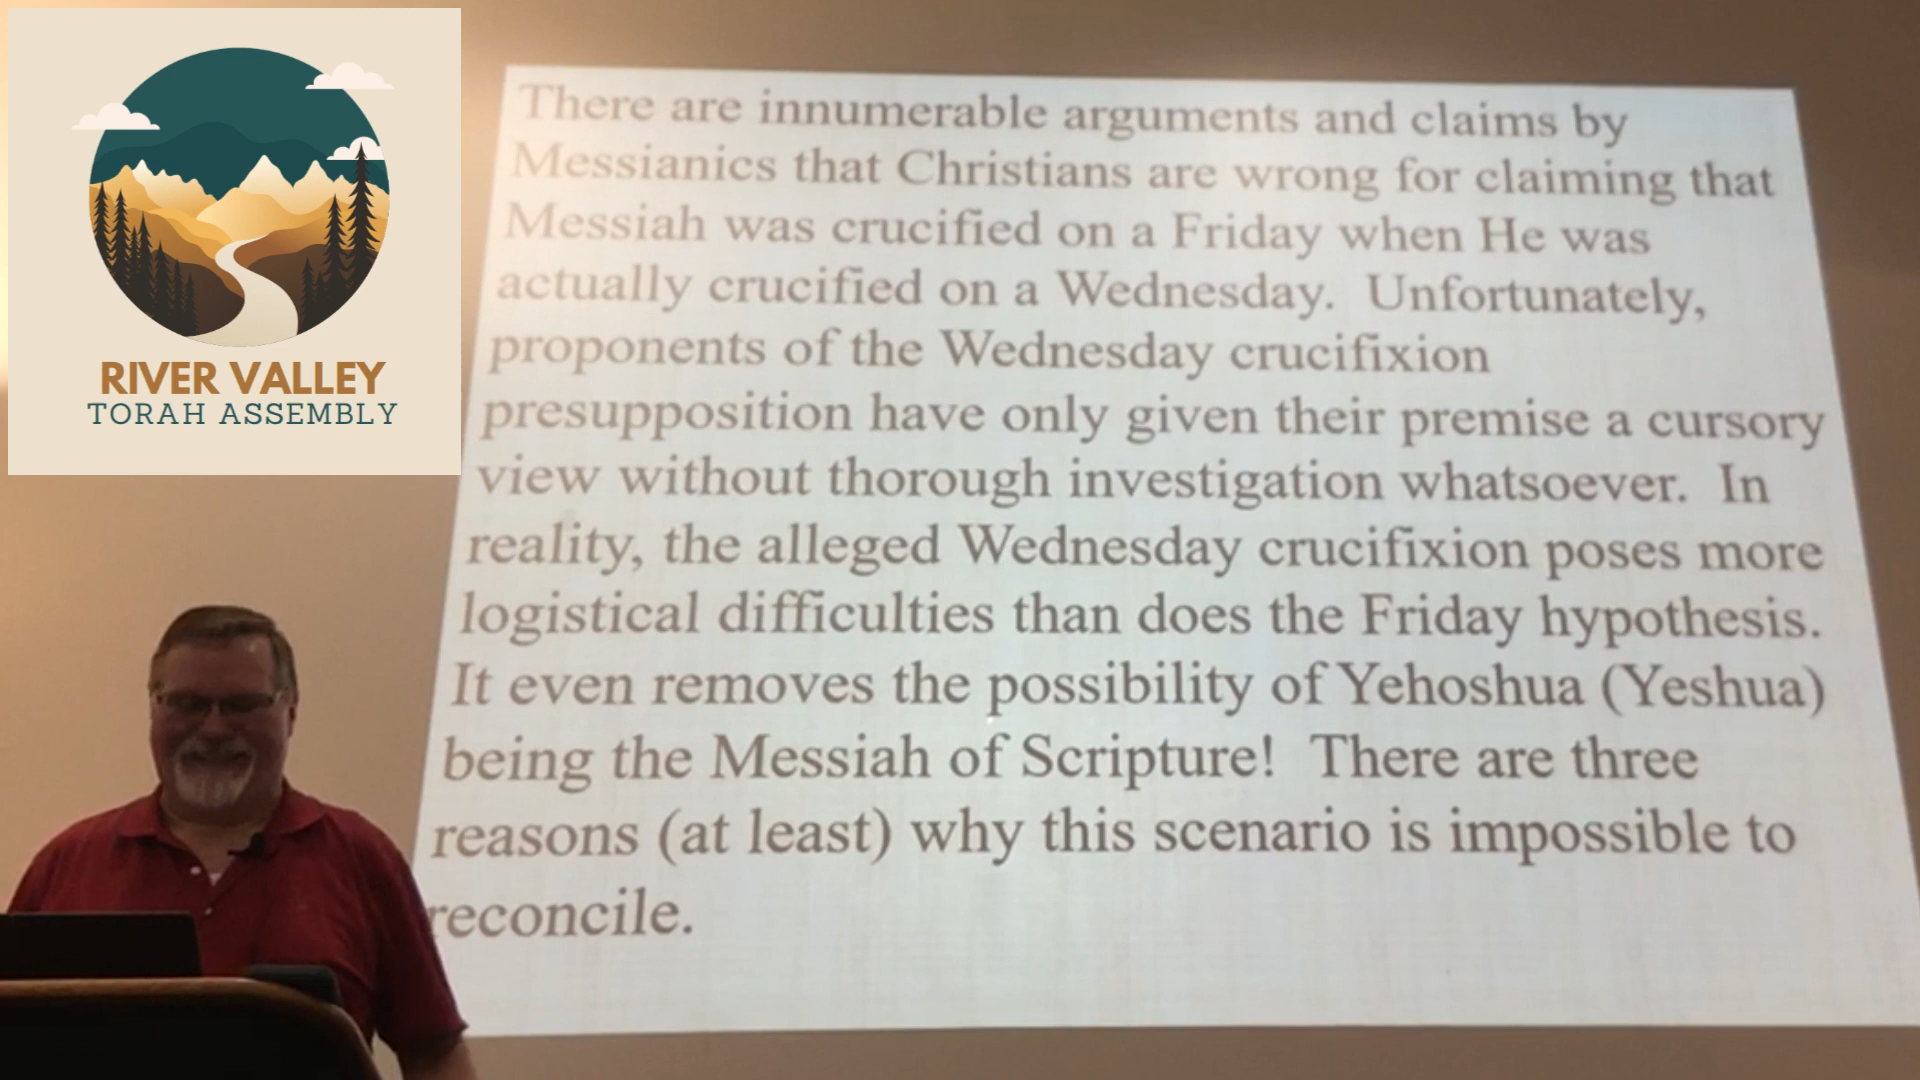 RIVER VALLEY
TORAH ASSEMBLY
There are innumerable arguments and claims by
Messianics that Christians are wrong for claiming that
Messiah was crucified on a Friday when He was
actually crucified on a Wednesday. Unfortunately,
proponents of the Wednesday crucifixion
presupposition have only given their premise a cursory
view without thorough investigation whatsoever. In
reality, the alleged Wednesday crucifixion poses more
logistical difficulties than does the Friday hypothesis.
It even removes the possibility of Yehoshua (Yeshua)
being the Messiah of Scripture! There are three
reasons (at least) why this scenario is impossible to
reconcile.